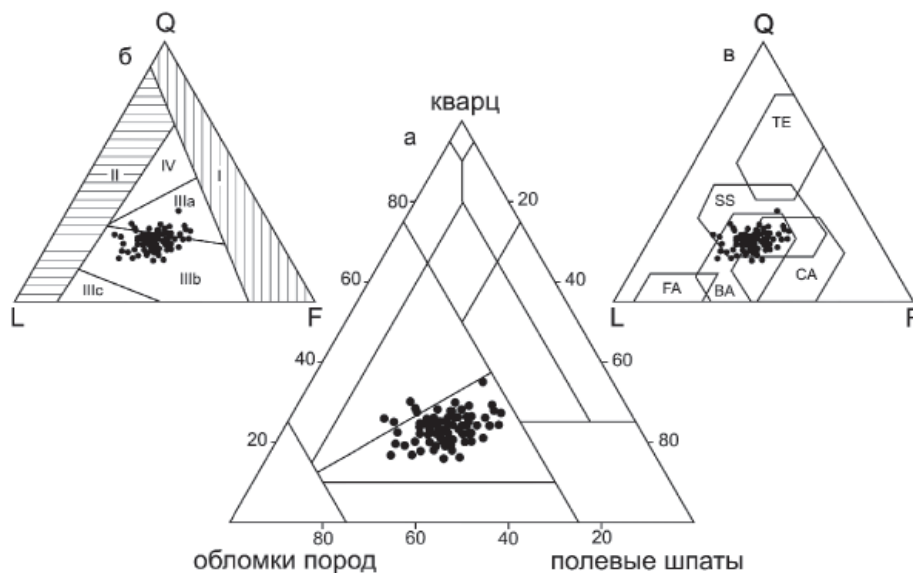 Q
б
II
IV
I
IIIa
IIIb
IIIc
L
F
кварц
а
80
20
60
40
40
60
20
80
80
60
40
20
обломки пород
полевые шпаты
Q
в
TE
SS
CA
FA
BA
L
F